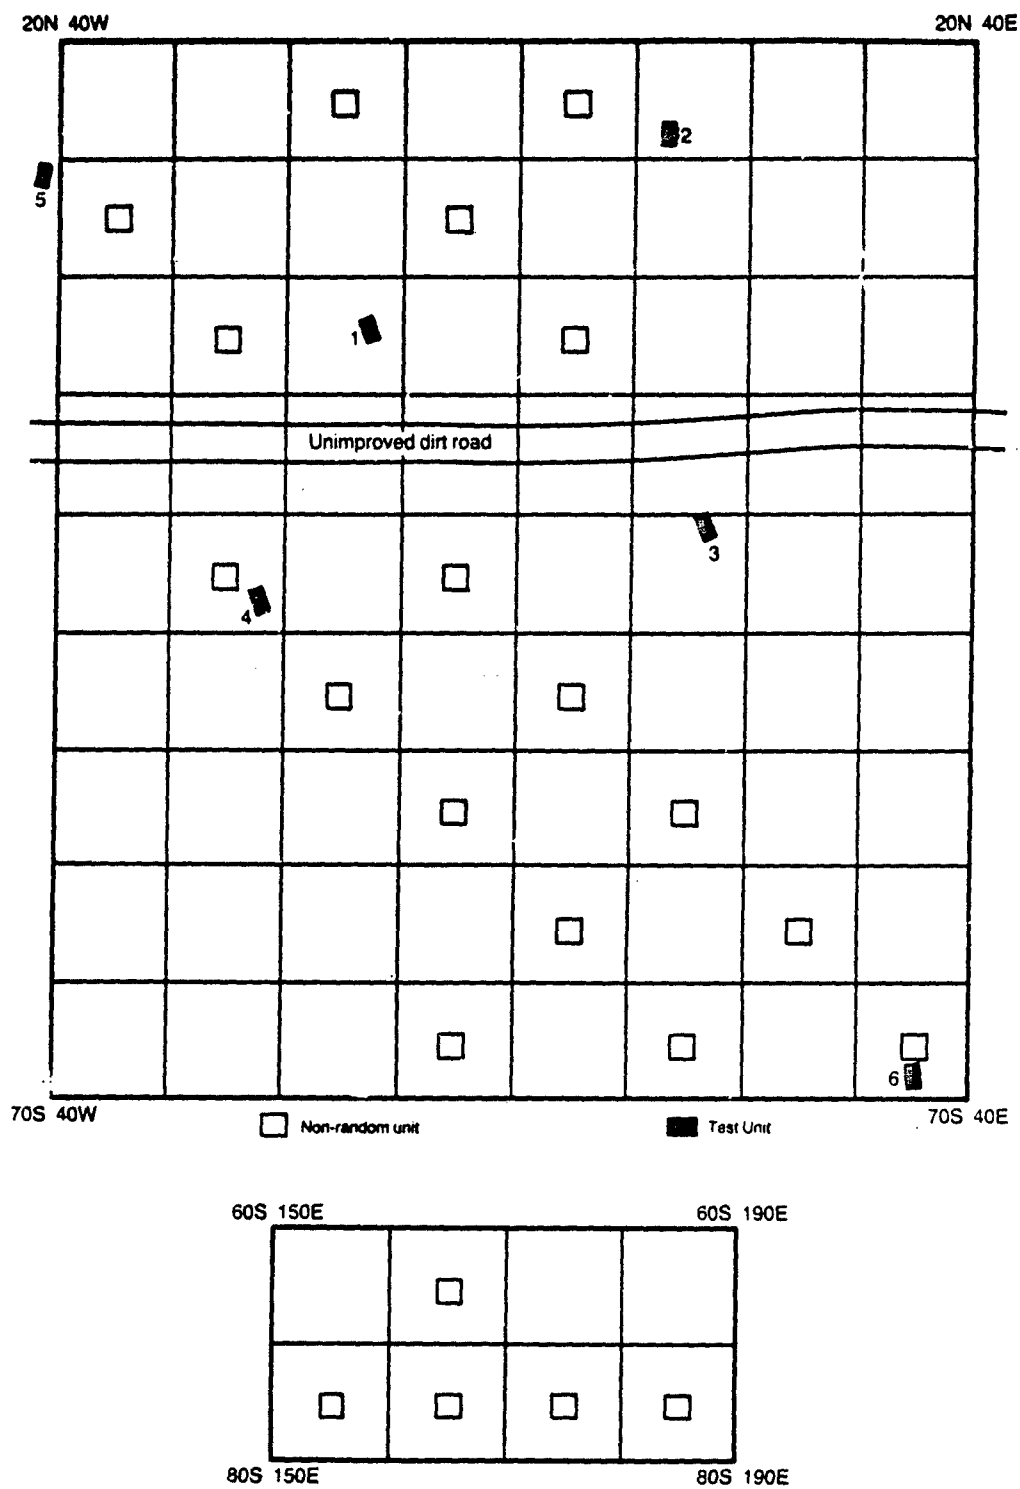 20N 40W
20N 40E
2
5
1
Unimproved dirt road
3
4
6
70S 40W
70S 40E
Non-random unit
Test Unit
60S 150E
60S 190E
80S 150E
80S 190E